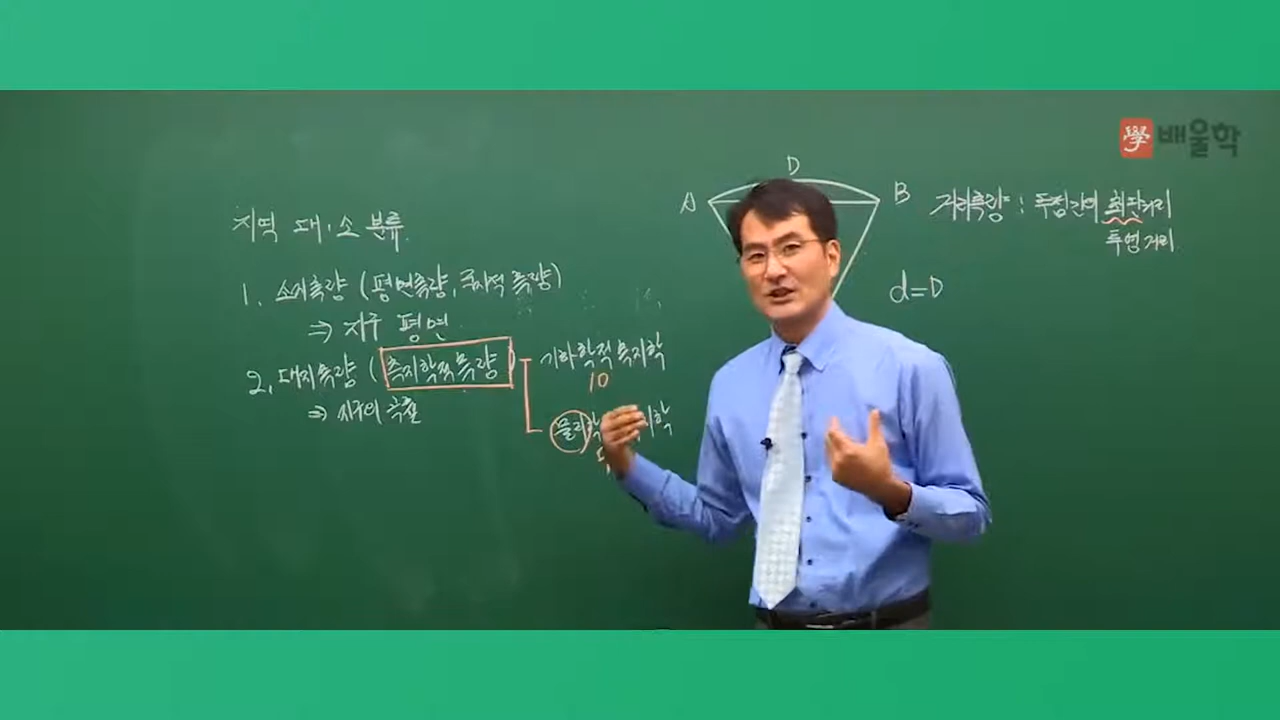 學 배울학
지역 대·소 분류
1. 소지측량 (평면측량, 국지적 측량)
⇒ 지구 평면
2. 대지측량 (측지학적 측량)
⇒ 지구의 곡률
기하학적 측지학
10
물리학 지학
A D B
거리측량 : 두점간의 최단거리
투영거리
d=D